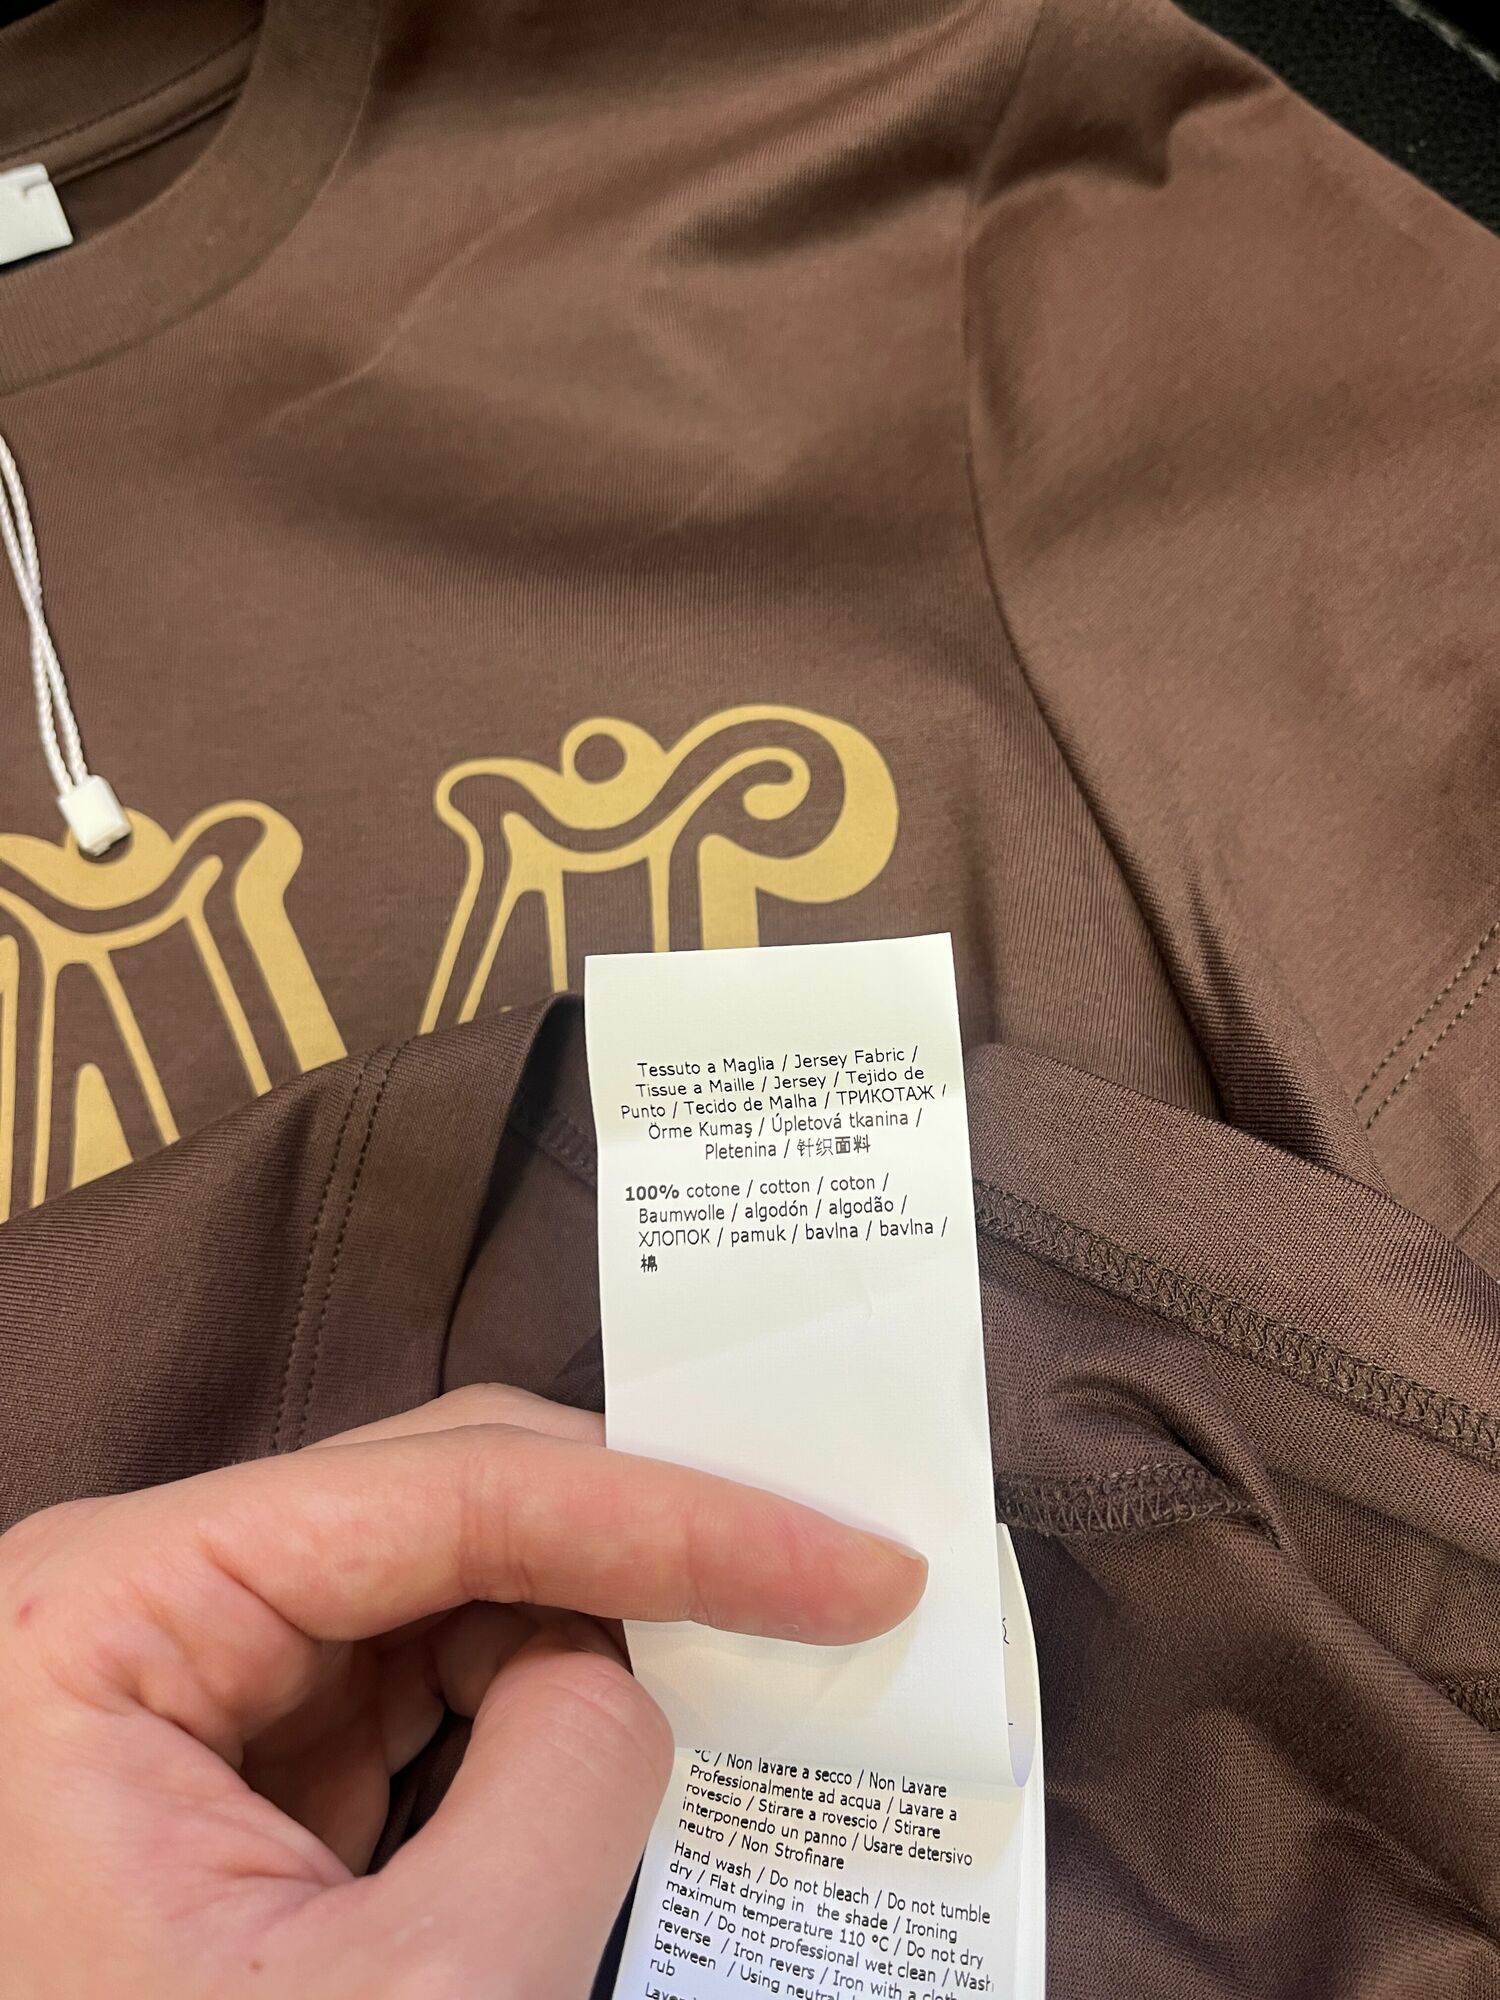 Tessuto a Maglia / Jersey Fabric /
Tissue a Maille / Jersey / Tejido de
Punto / Tecido de Malha / ТРИКОТАЖ /
Örme Kumaş / Úpletová tkanina /
Pletenina / 针织面料
100% cotone / cotton / coton /
Baumwolle / algodón / algodão /
ХЛОПОК / pamuk / bavlna / bavlna /
棉
°C / Non lavare a secco / Non Lavare
Professionalmente ad acqua / Lavare a
rovescio / Stirare a rovescio / Stirare
interponendo un panno / Usare detersivo
neutro / Non Strofinare
Hand wash / Do not bleach / Do not tumble
dry / Flat drying in the shade / Ironing
maximum temperature 110 °C / Do not dry
clean / Do not professional wet clean / Wash
reverse / Iron revers / Iron with a cloth
between / Using neutral
rub